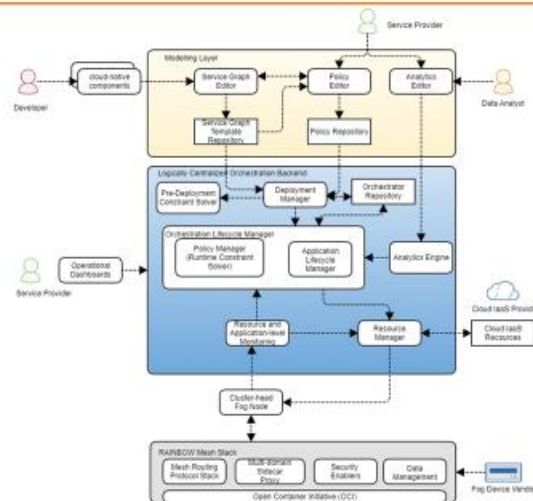 Service Provider
Modelling Layer
Developer
cloud-native
components
Service Graph
Editor
Policy
Editor
Analytics
Editor
Data Analyst
Service Graph
Template
Repository
Policy Repository
Logically Centralized Orchestration Backend
Pre-Deployment
Constraint Solver
Deployment
Manager
Orchestrator
Repository
Orchestration Lifecycle Manager
Policy Manager
(Runtime Constraint
Solver)
Application
Lifecycle
Manager
Analytics Engine
Service Provider
Operational
Dashboards
Cloud IaaS Provid
Resource and
Application-level
Monitoring
Resource
Manager
Cloud IaaS
Recources
Cluster-head
Fog Node
RAINBOW Mesh Stack
Mesh Routing
Protocol Stack
Multi-domain
Sidecar
Proxy
Security
Enablers
Data
Management
Fog Device Vendo
Open Container Initiative (OCI)